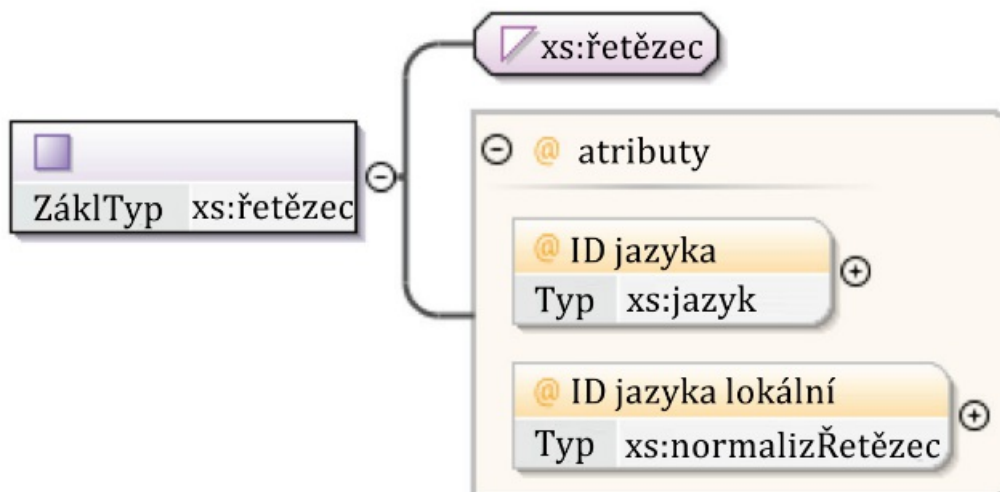 xs:řetězec
@ atributy
ZáklTyp xs:řetězec
@ ID jazyka
Typ xs:jazyk
@ ID jazyka lokální
Typ xs:normalizŘetězec